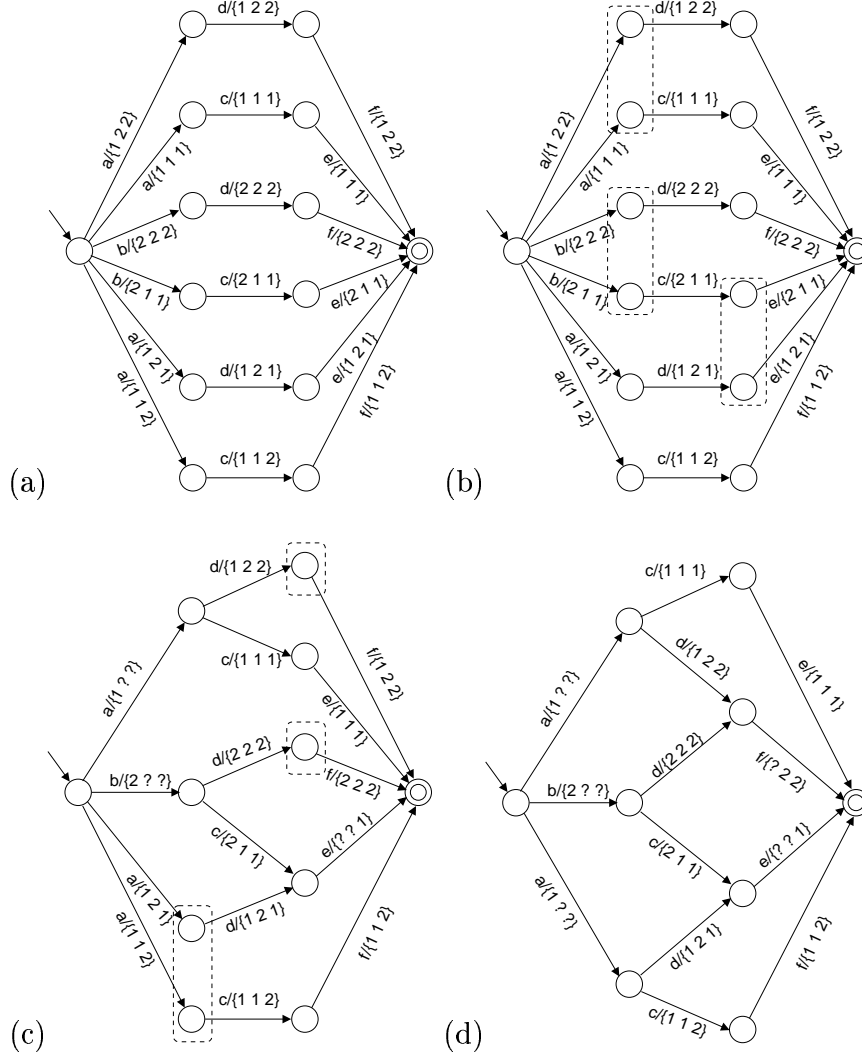 d/{1 2 2}
c/{1 1 1}
a/{1 2 2}
a/{1 1 1}
f/{1 2 2}
e/{1 1 1}
d/{2 2 2}
b/{2 2 2}
f/{2 2 2}
b/{2 1 1}
c/{2 1 1}
e/{2 1 1}
a/{1 2 1}
d/{1 2 1}
e/{1 2 1}
a/{1 1 2}
f/{1 1 2}
c/{1 1 2}
(a)
d/{1 2 2}
c/{1 1 1}
a/{1 2 2}
a/{1 1 1}
f/{1 2 2}
e/{1 1 1}
d/{2 2 2}
b/{2 2 2}
f/{2 2 2}
b/{2 1 1}
c/{2 1 1}
e/{2 1 1}
a/{1 2 1}
d/{1 2 1}
e/{1 2 1}
a/{1 1 2}
f/{1 1 2}
c/{1 1 2}
(b)
d/{1 2 2}
c/{1 1 1}
a/{1 ? ?}
f/{1 2 2}
e/{1 1 1}
d/{2 2 2}
f/{2 2 2}
b/{2 ? ?}
c/{2 1 1}
e/{? ? 1}
a/{1 2 1}
d/{1 2 1}
a/{1 1 2}
f/{1 1 2}
c/{1 1 2}
(c)
c/{1 1 1}
a/{1 ? ?}
d/{1 2 2}
e/{1 1 1}
d/{2 2 2}
f/{? 2 2}
b/{2 ? ?}
c/{2 1 1}
e/{? ? 1}
a/{1 ? ?}
d/{1 2 1}
f/{1 1 2}
c/{1 1 2}
(d)